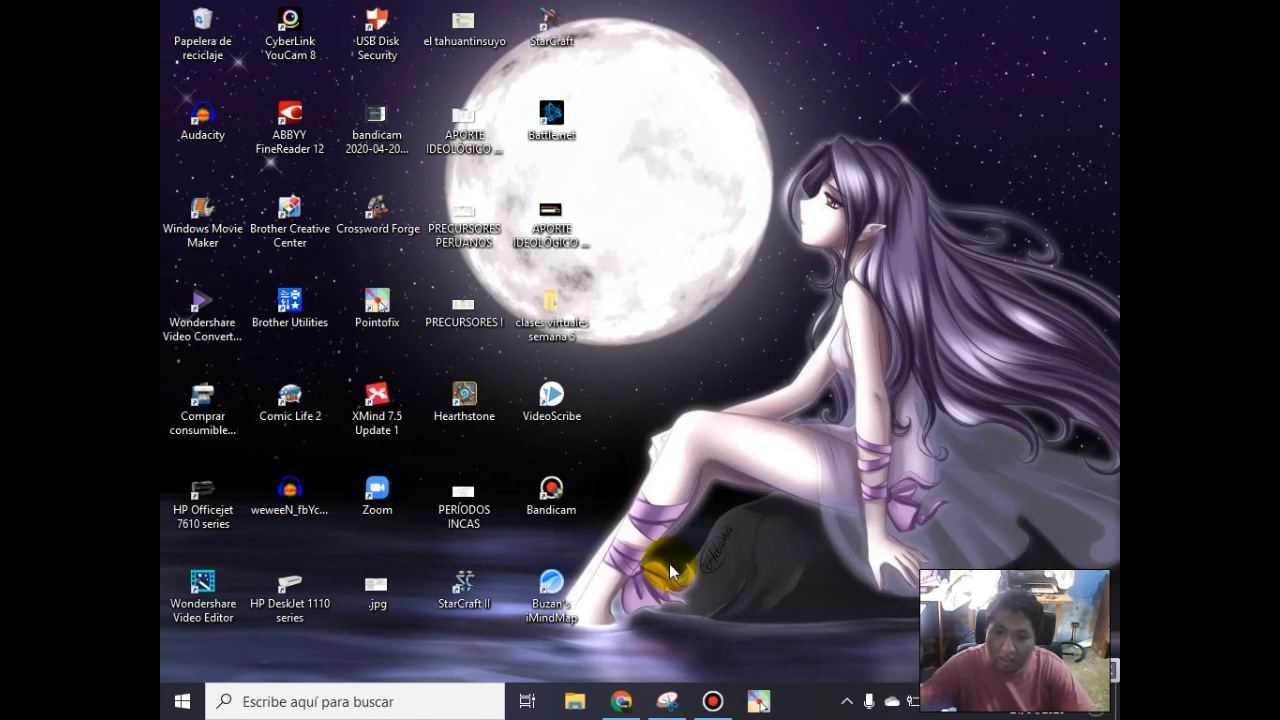 Papelera de
reciclaje
CyberLink
YouCam 8
USB Disk
Security
el tahuantinsuyo
StarCraft
Audacity
ABBYY
FineReader 12
bandicam
2020-04-20...
APORTE
IDEOLÓGICO ...
Battle.net
Windows Movie
Maker
Brother Creative
Center
Crossword Forge
PRECURSORES
PERUANOS
APORTE
IDEOLÓGICO ...
Wondershare
Video Convert...
Brother Utilities
Pointofix
PRECURSORES I
clases virtuales
semana 5
Comprar
consumible...
Comic Life 2
XMind 7.5
Update 1
Hearthstone
VideoScribe
HP Officejet
7610 series
weweeN_fbYc...
Zoom
PERÍODOS
INCAS
Bandicam
Wondershare
Video Editor
HP DeskJet 1110
series
.jpg
StarCraft II
Buzan's
iMindMap
Escribe aquí para buscar